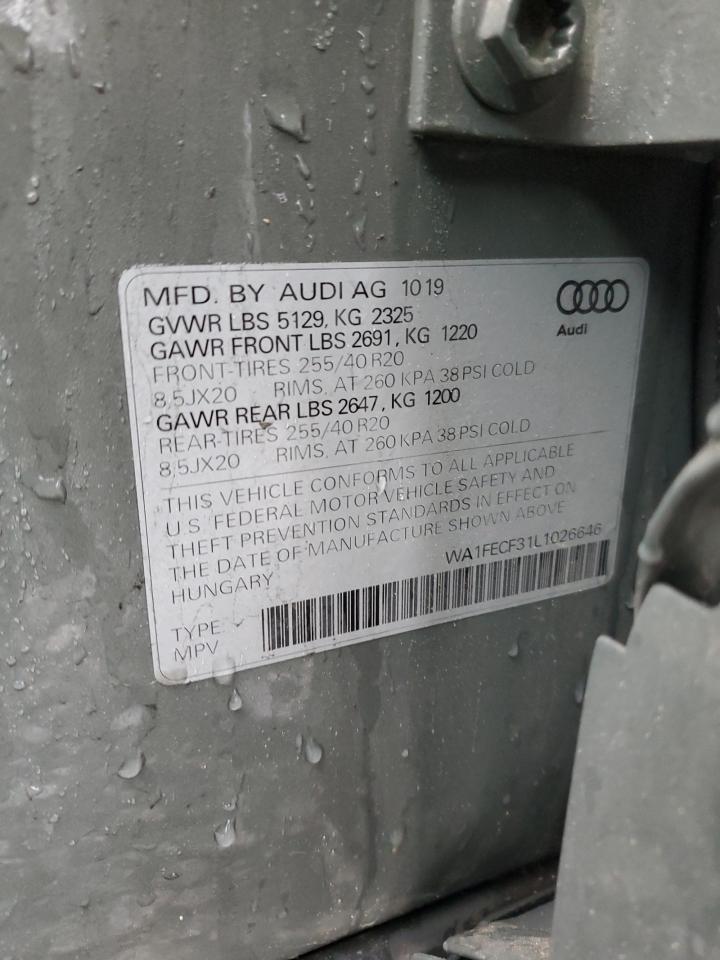 MFD. BY AUDI AG 1019
GVWR LBS 5129, KG 2325
GAWR FRONT LBS 2691, KG 1220
FRONT-TIRES 255/40 R20
8,5JX20 RIMS, AT 260 KPA 38 PSI COLD
GAWR REAR LBS 2647, KG 1200
REAR-TIRES 255/40 R20
8,5JX20 RIMS, AT 260 KPA 38 PSI COLD
Audi
THIS VEHICLE CONFORMS TO ALL APPLICABLE
U.S. FEDERAL MOTOR VEHICLE SAFETY AND
THEFT PREVENTION STANDARDS IN EFFECT ON
THE DATE OF MANUFACTURE SHOWN ABOVE
HUNGARY WA1FECF31L1026646
TYPE:
MPV